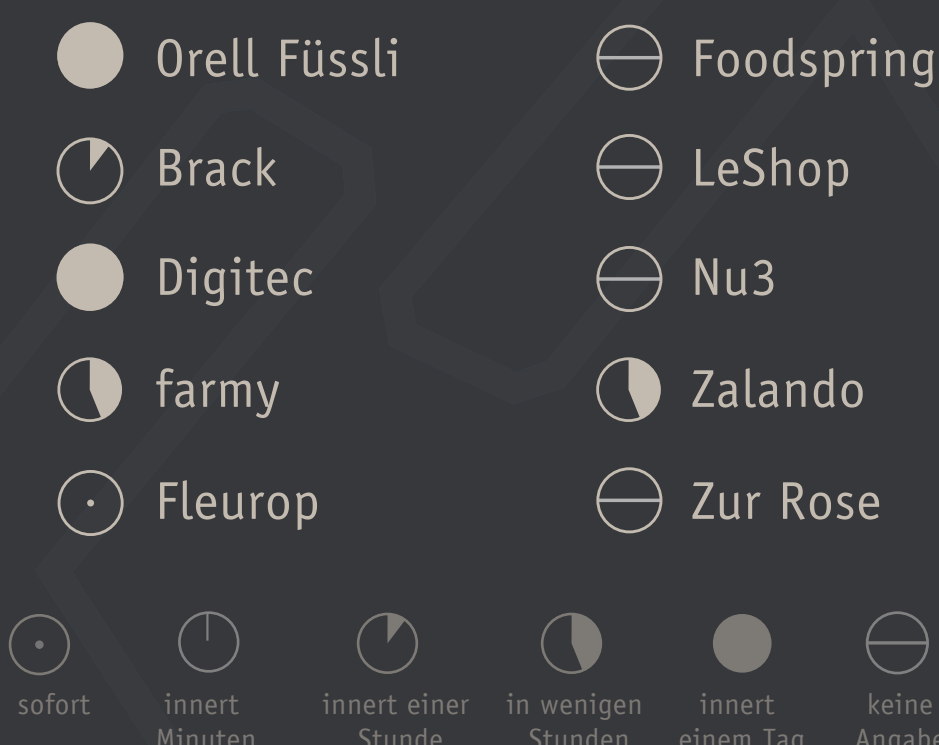 Orell Füssli
Brack
Digitec
farmy
Fleurop
Foodspring
LeShop
Nu3
Zalando
Zur Rose
sofort
innert
Minuten
innert einer
Stunde
in wenigen
Stunden
innert
einem Tag
keine
Angabe